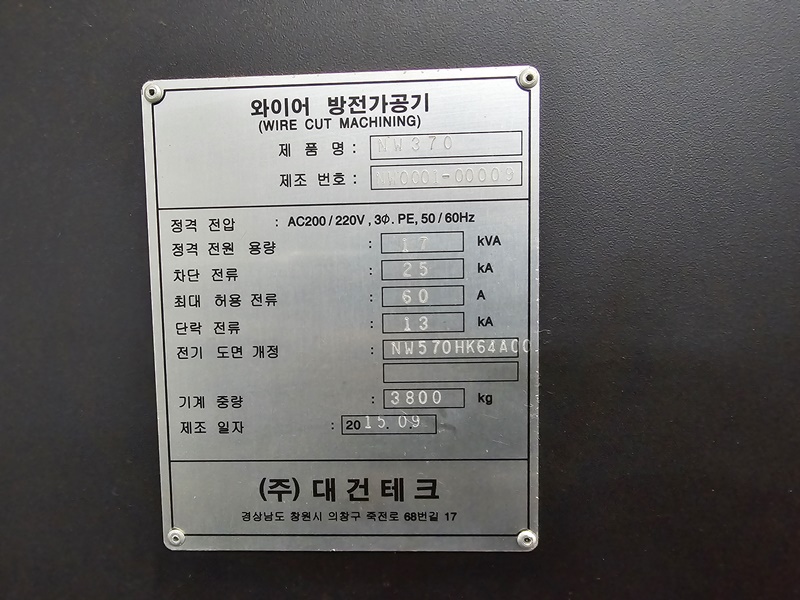 와이어 방전가공기
(WIRE CUT MACHINING)
제 품 명 : NW370
제조 번호 : NW0001-00009
정격 전압 : AC200 / 220V , 3Φ. PE, 50 / 60Hz
정격 전원 용량 : 17 kVA
차단 전류 : 25 kA
최대 허용 전류 : 60 A
단락 전류 : 13 kA
전기 도면 개정 : NW570HK64A00
기계 중량 : 3800 kg
제조 일자 : 2015.09.
(주) 대건테크
경상남도 창원시 의창구 죽전로 68번길 17